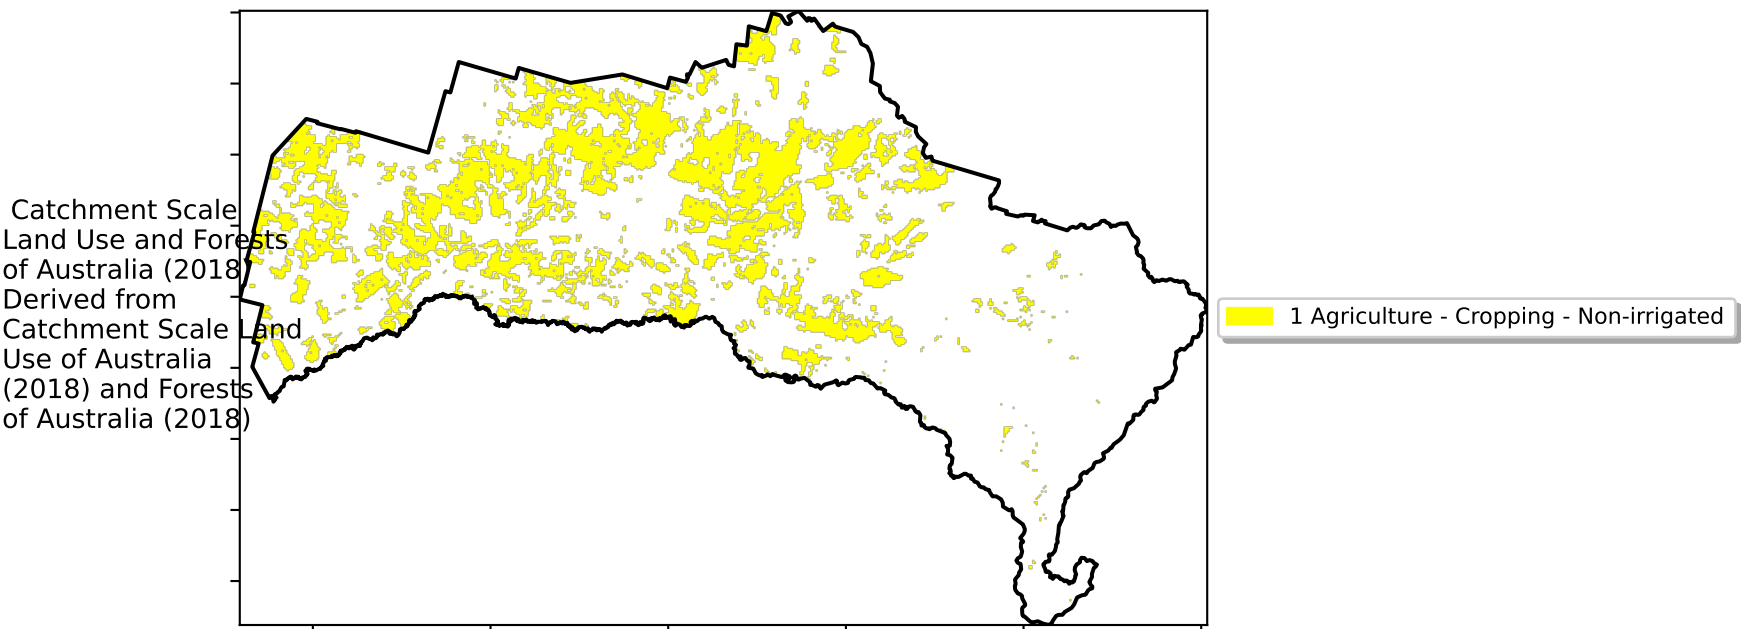 Catchment Scale
Land Use and Forests
of Australia (2018)
Derived from
Catchment Scale Land
Use of Australia
(2018) and Forests
of Australia (2018)
1 Agriculture - Cropping - Non-irrigated